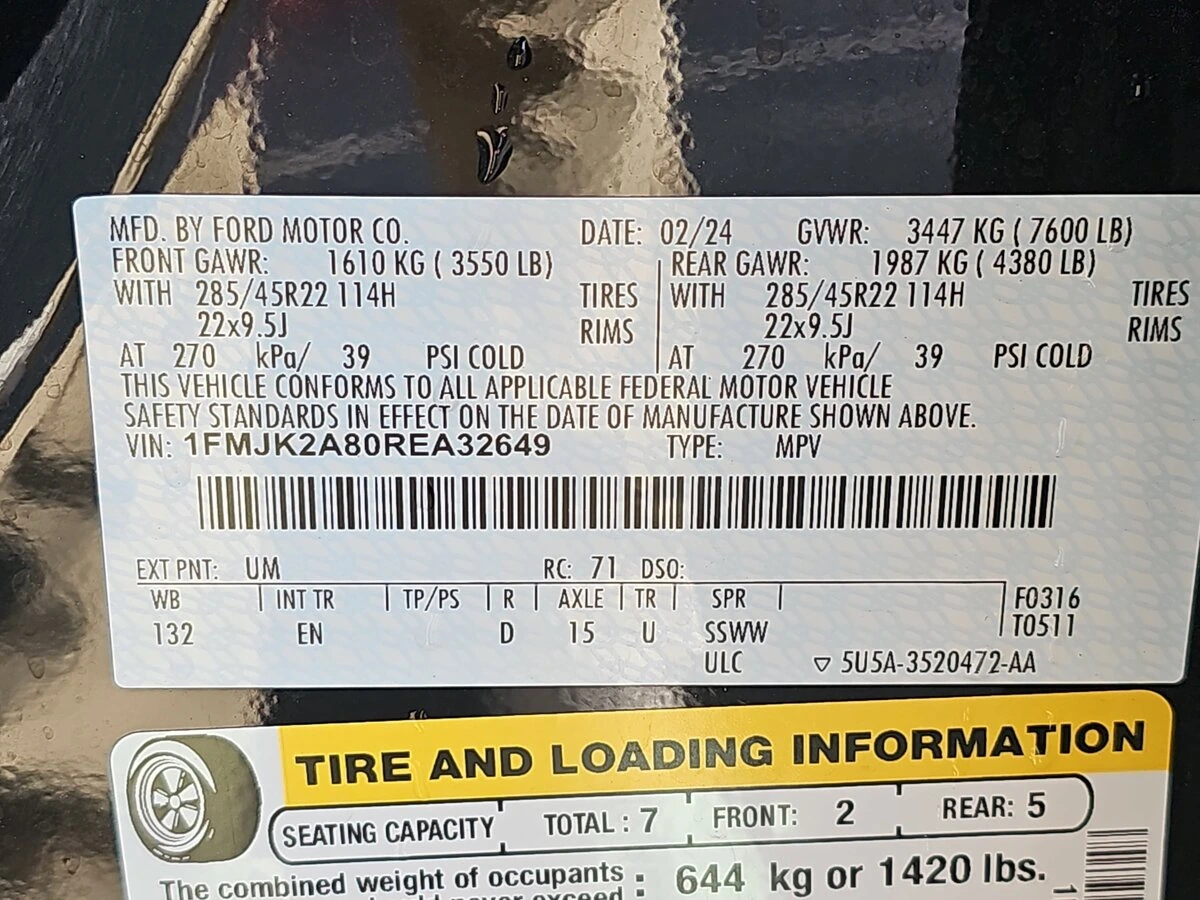 MFD. BY FORD MOTOR CO. DATE: 02/24 GVWR: 3447 KG ( 7600 LB)
FRONT GAWR: 1610 KG ( 3550 LB) REAR GAWR: 1987 KG ( 4380 LB)
WITH 285/45R22 114H TIRES WITH 285/45R22 114H TIRES
22x9.5J RIMS 22x9.5J RIMS
AT 270 kPa/ 39 PSI COLD AT 270 kPa/ 39 PSI COLD
THIS VEHICLE CONFORMS TO ALL APPLICABLE FEDERAL MOTOR VEHICLE
SAFETY STANDARDS IN EFFECT ON THE DATE OF MANUFACTURE SHOWN ABOVE.
VIN: 1FMJK2A80REA32649 TYPE: MPV
EXT PNT: UM RC: 71 DSO:
WB INT TR TP/PS R AXLE TR SPR F0316
132 EN D 15 U SSWW T0511
ULC ▽ 5U5A-3520472-AA
TIRE AND LOADING INFORMATION
SEATING CAPACITY TOTAL : 7 FRONT: 2 REAR: 5
The combined weight of occupants : 644 kg or 1420 lbs.